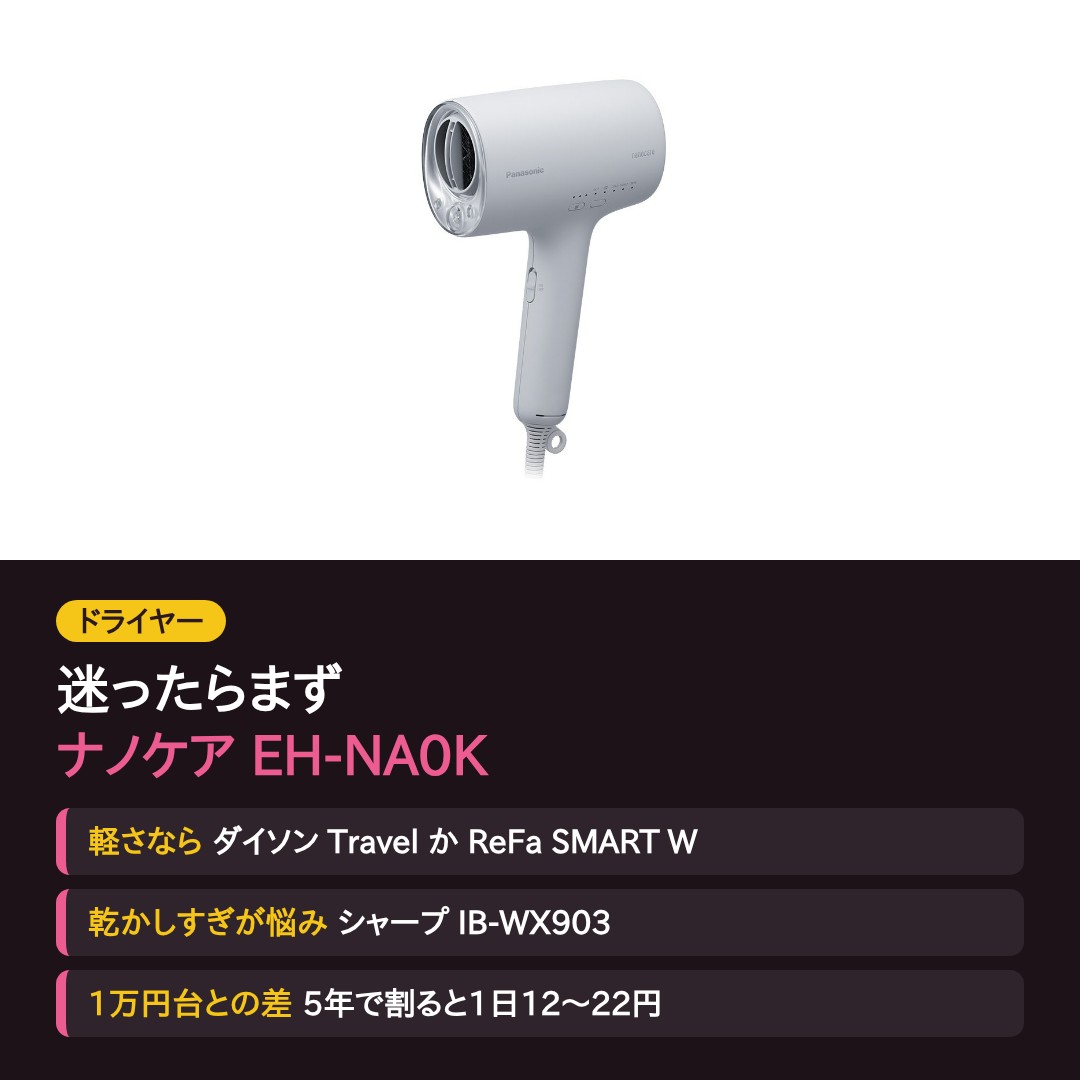 Panasonic
ドライヤー
迷ったらまず
ナノケア EH-NA0K
軽さなら ダイソン Travel か ReFa SMART W
乾かしすぎが悩み シャープ IB-WX903
1万円台との差 5年で割ると1日12〜22円